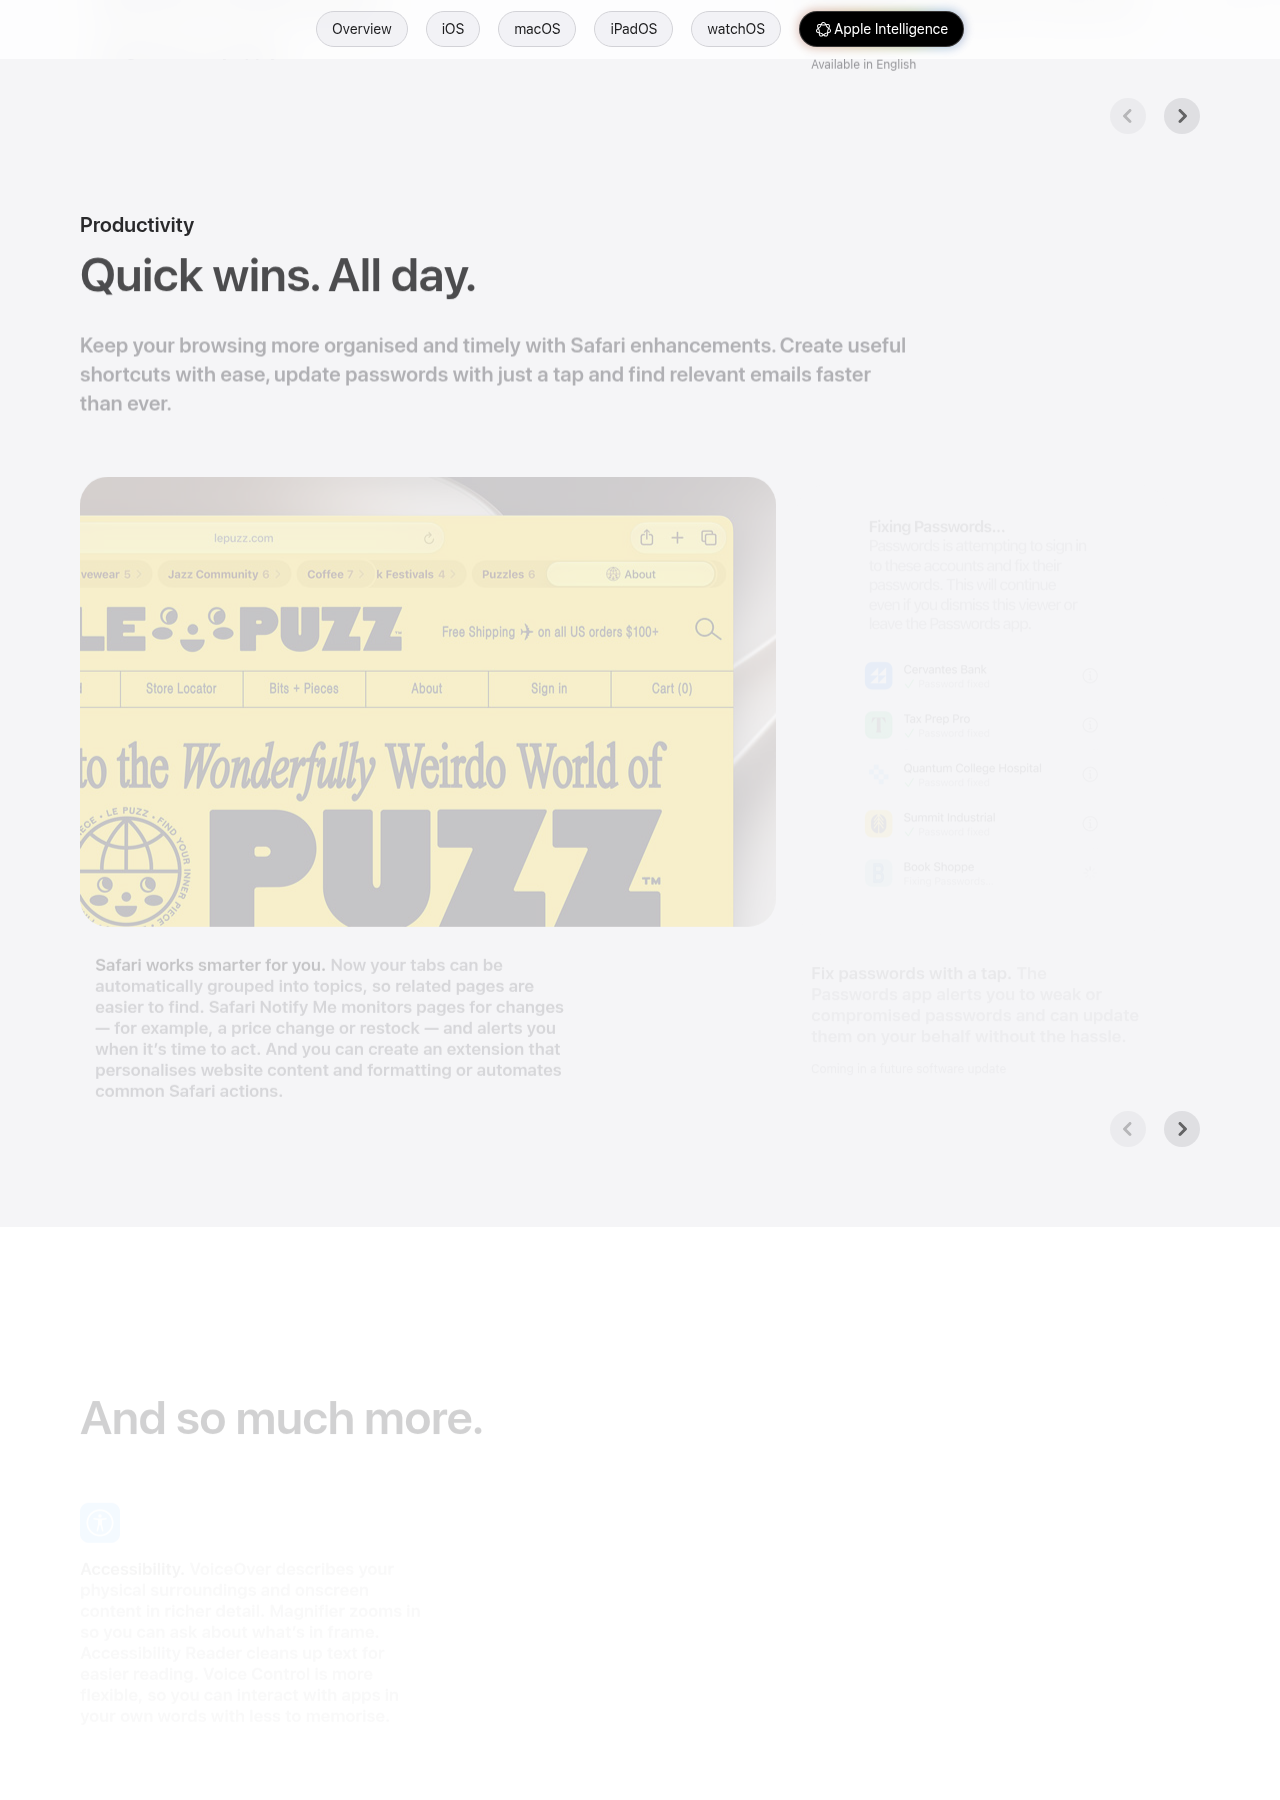 Overview
iOS
macOS
iPadOS
watchOS
Apple Intelligence
Available in English
Productivity
Quick wins. All day.
Keep your browsing more organised and timely with Safari enhancements. Create useful
shortcuts with ease, update passwords with just a tap and find relevant emails faster
than ever.
lepuzz.com
vewear 5
Jazz Community 6
Coffee 7
k Festivals 4
Puzzles 6
About
LE PUZZ
Free Shipping ✈ on all US orders $100+
Store Locator
Bits + Pieces
About
Sign in
Cart (0)
to the Wonderfully Weirdo World of
PUZZ™
LE PUZZ • FIND YOUR INNER PIECE
Safari works smarter for you. Now your tabs can be
automatically grouped into topics, so related pages are
easier to find. Safari Notify Me monitors pages for changes
— for example, a price change or restock — and alerts you
when it’s time to act. And you can create an extension that
personalises website content and formatting or automates
common Safari actions.
Fixing Passwords...
Passwords is attempting to sign in
to these accounts and fix their
passwords. This will continue
even if you dismiss this viewer or
leave the Passwords app.
Cervantes Bank
Tax Prep Pro
Quantum College Hospital
Summit Industrial
Book Shoppe
Fix passwords with a tap. The
Passwords app alerts you to weak or
compromised passwords and can update
them on your behalf without the hassle.
Coming in a future software update
And so much more.
Accessibility. VoiceOver describes your
physical surroundings and onscreen
content in richer detail. Magnifier zooms in
so you can ask about what’s in frame.
Accessibility Reader cleans up text for
easier reading. Voice Control is more
flexible, so you can interact with apps in
your own words with less to memorise.